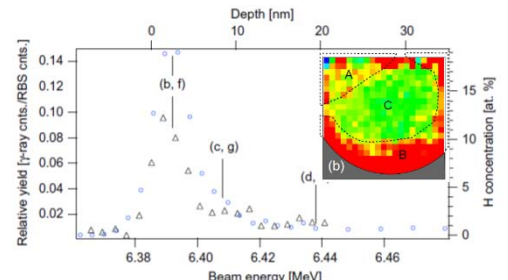 Depth [nm]
0 10 20 30
0.14
0.12
0.10
0.08
0.06
0.04
0.02
Relative yield [γ-ray cnts./RBS cnts.]
(b, f)
(c, g)
(d,
A
C
B
(b)
15
10
5
0
H concentration [at. %]
6.38 6.40 6.42 6.44 6.46
Beam energy [MeV]